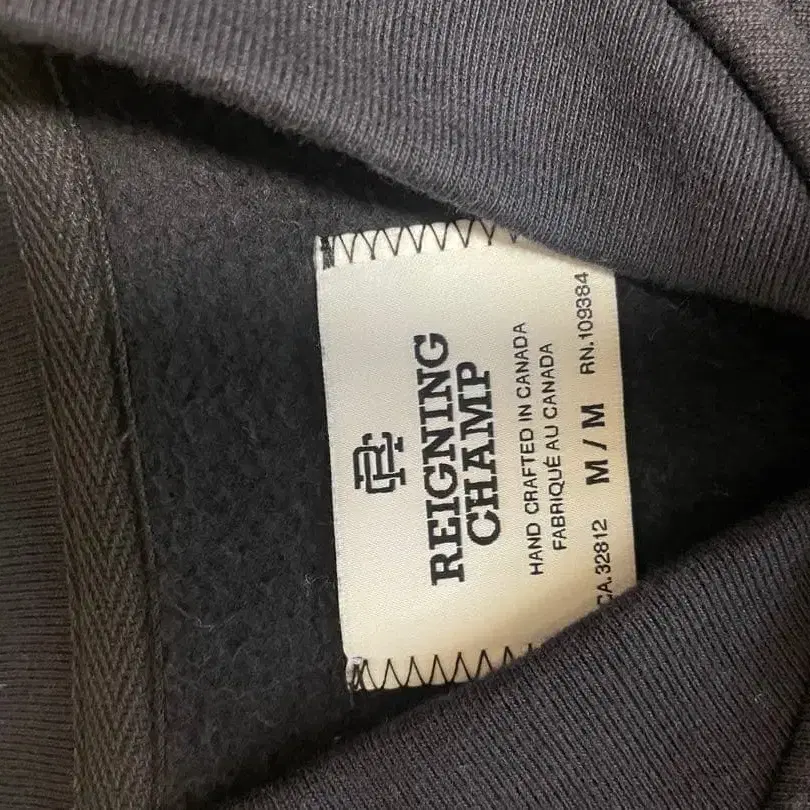 RC
REIGNING
CHAMP
HAND CRAFTED IN CANADA
FABRIQUÉ AU CANADA
CA.32812 M / M RN.109384